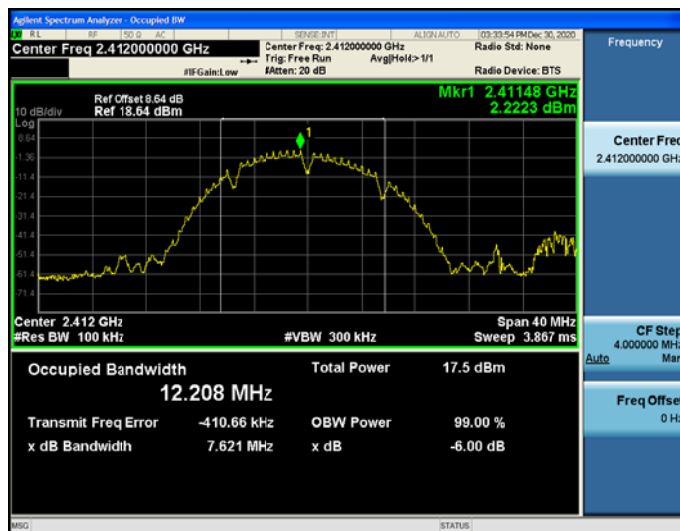 Agilent Spectrum Analyzer - Occupied BW
RL RF 50 Ω AC SENSE:INT ALIGN AUTO 03:33:54 PM Dec 30, 2020
Center Freq 2.412000000 GHz
Center Freq: 2.412000000 GHz
Radio Std: None
Trig: Free Run Avg|Hold:> 1/1
#IFGain:Low #Atten: 20 dB Radio Device: BTS
Frequency
Ref Offset 8.64 dB
Mkr1 2.41148 GHz
10 dB/div Ref 18.64 dBm 2.2223 dBm
Log
8.64
-1.36
-11.4
-21.4
-31.4
-41.4
-51.4
-61.4
-71.4
1
Center 2.412 GHz Span 40 MHz
#Res BW 100 kHz #VBW 300 kHz Sweep 3.867 ms
Occupied Bandwidth Total Power 17.5 dBm
12.208 MHz
Transmit Freq Error -410.66 kHz OBW Power 99.00 %
x dB Bandwidth 7.621 MHz x dB -6.00 dB
Center Freq
2.412000000 GHz
CF Step
4.000000 MHz
Auto Man
Freq Offset
0 Hz
MSG STATUS